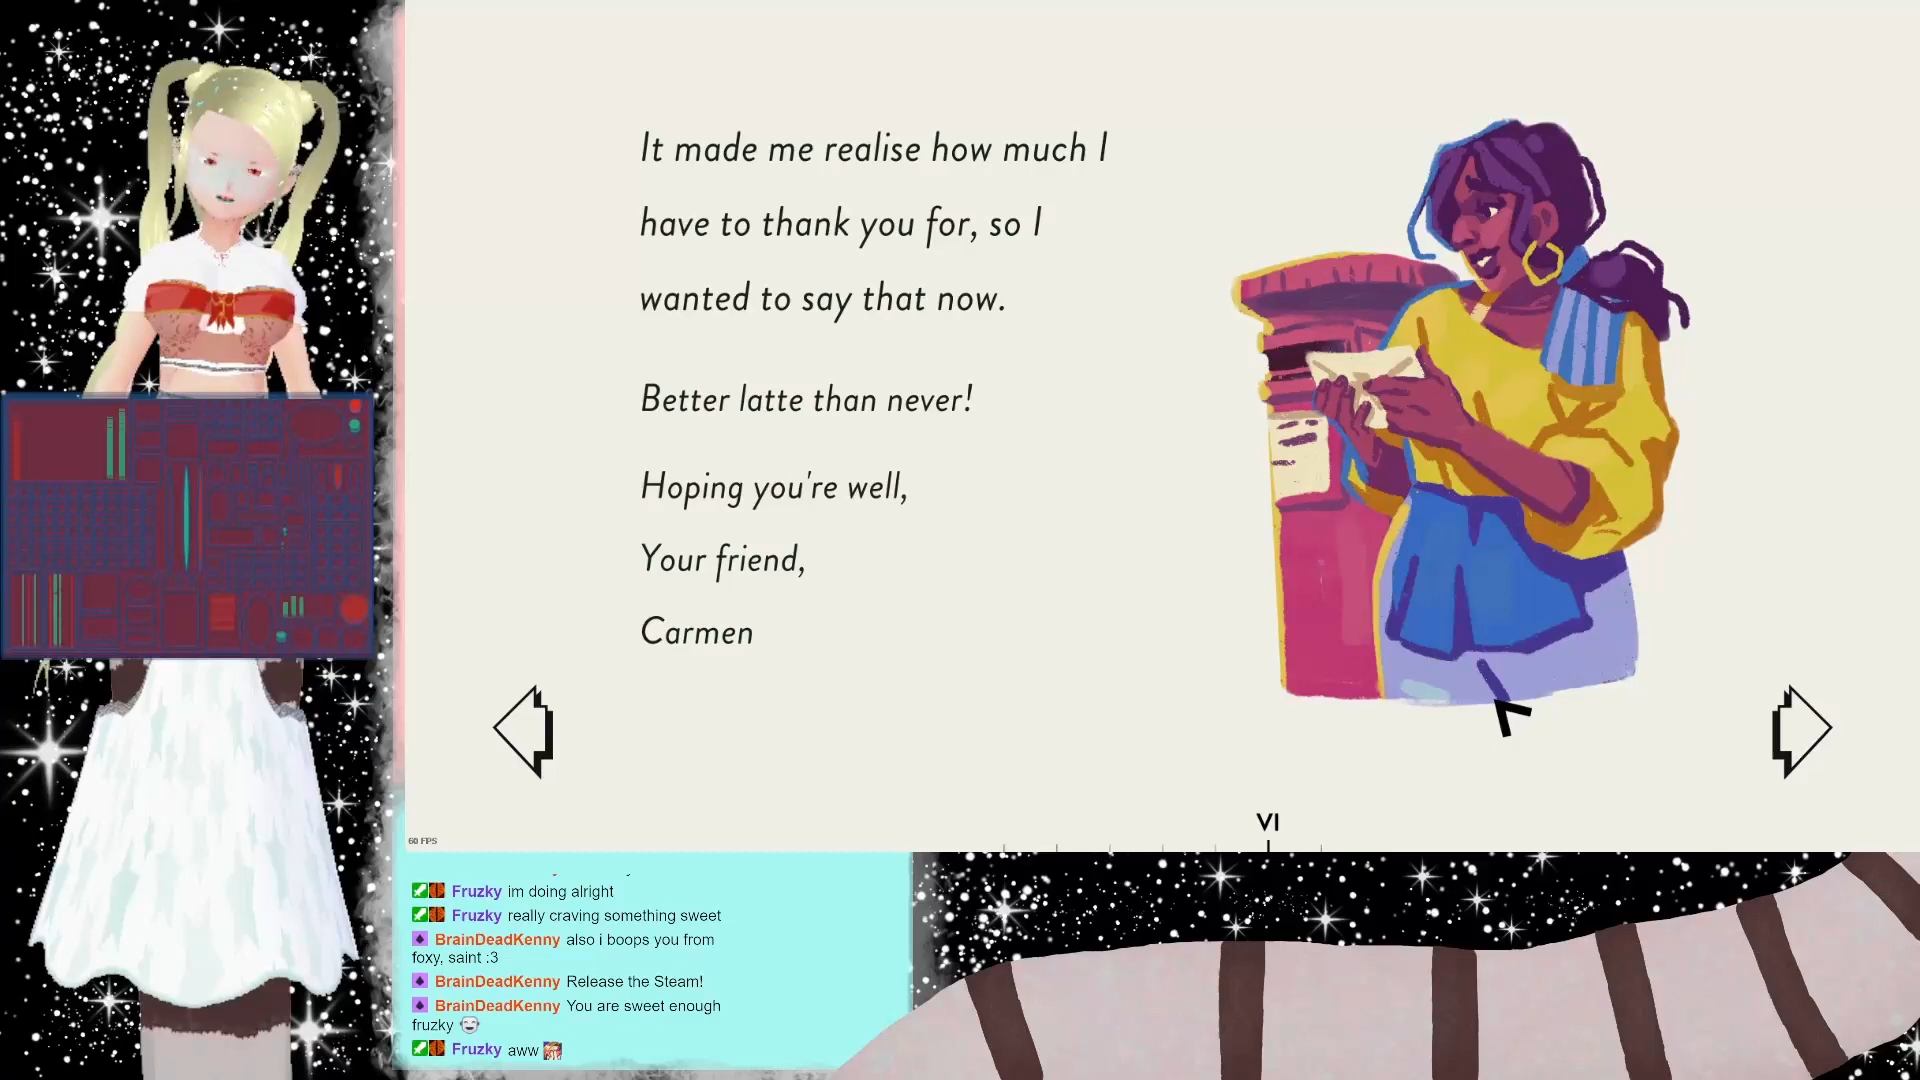 It made me realise how much I
have to thank you for, so I
wanted to say that now.
Better latte than never!
Hoping you're well,
Your friend,
Carmen
VI
60 FPS
Fruzky im doing alright
Fruzky really craving something sweet
BrainDeadKenny also i boops you from
foxy, saint :3
BrainDeadKenny Release the Steam!
BrainDeadKenny You are sweet enough
fruzky
Fruzky aww